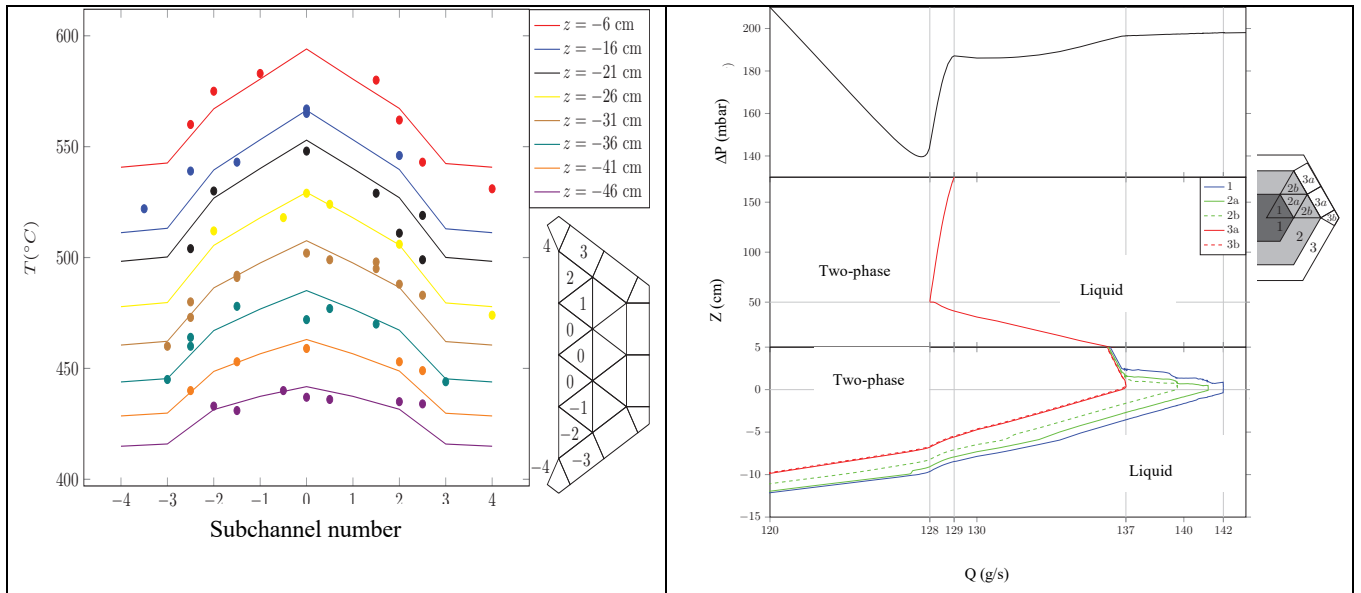 600
550
500
450
400
T(°C)
−4 −3 −2 −1 0 1 2 3 4
Subchannel number
z = −6 cm
z = −16 cm
z = −21 cm
z = −26 cm
z = −31 cm
z = −36 cm
z = −41 cm
z = −46 cm
4
3
2
1
0
0
0
−1
−2
−3
−4
200
180
160
140
ΔP (mbar)
)
150
100
50
5
Z (cm)
Two-phase
Liquid
1
2a
2b
3a
3b
0
−5
−10
−15
Two-phase
Liquid
120 128 129 130 137 140 142
Q (g/s)
3a
2b
2a
3a
1
2b
3b
1
2
3